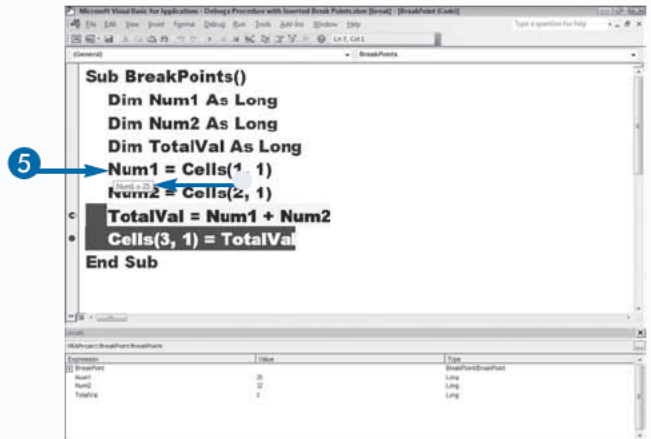 Microsoft Visual Basic for Applications - Debug a Procedure with Inserted Break Points.xlsm [break] - [BreakPoint (Code)]
File Edit View Insert Format Debug Run Tools Add-Ins Window Help Type a question for help
Ln 7, Col 1
(General) BreakPoints
Sub BreakPoints()
Dim Num1 As Long
Dim Num2 As Long
Dim TotalVal As Long
5 Num1 = Cells(1, 1)
Num1 = 25
Num2 = Cells(2, 1)
TotalVal = Num1 + Num2
Cells(3, 1) = TotalVal
End Sub
Locals
VBAProject.BreakPoint.BreakPoints
Expression Value Type
BreakPoint BreakPoint/BreakPoint
Num1 25 Long
Num2 12 Long
TotalVal 0 Long